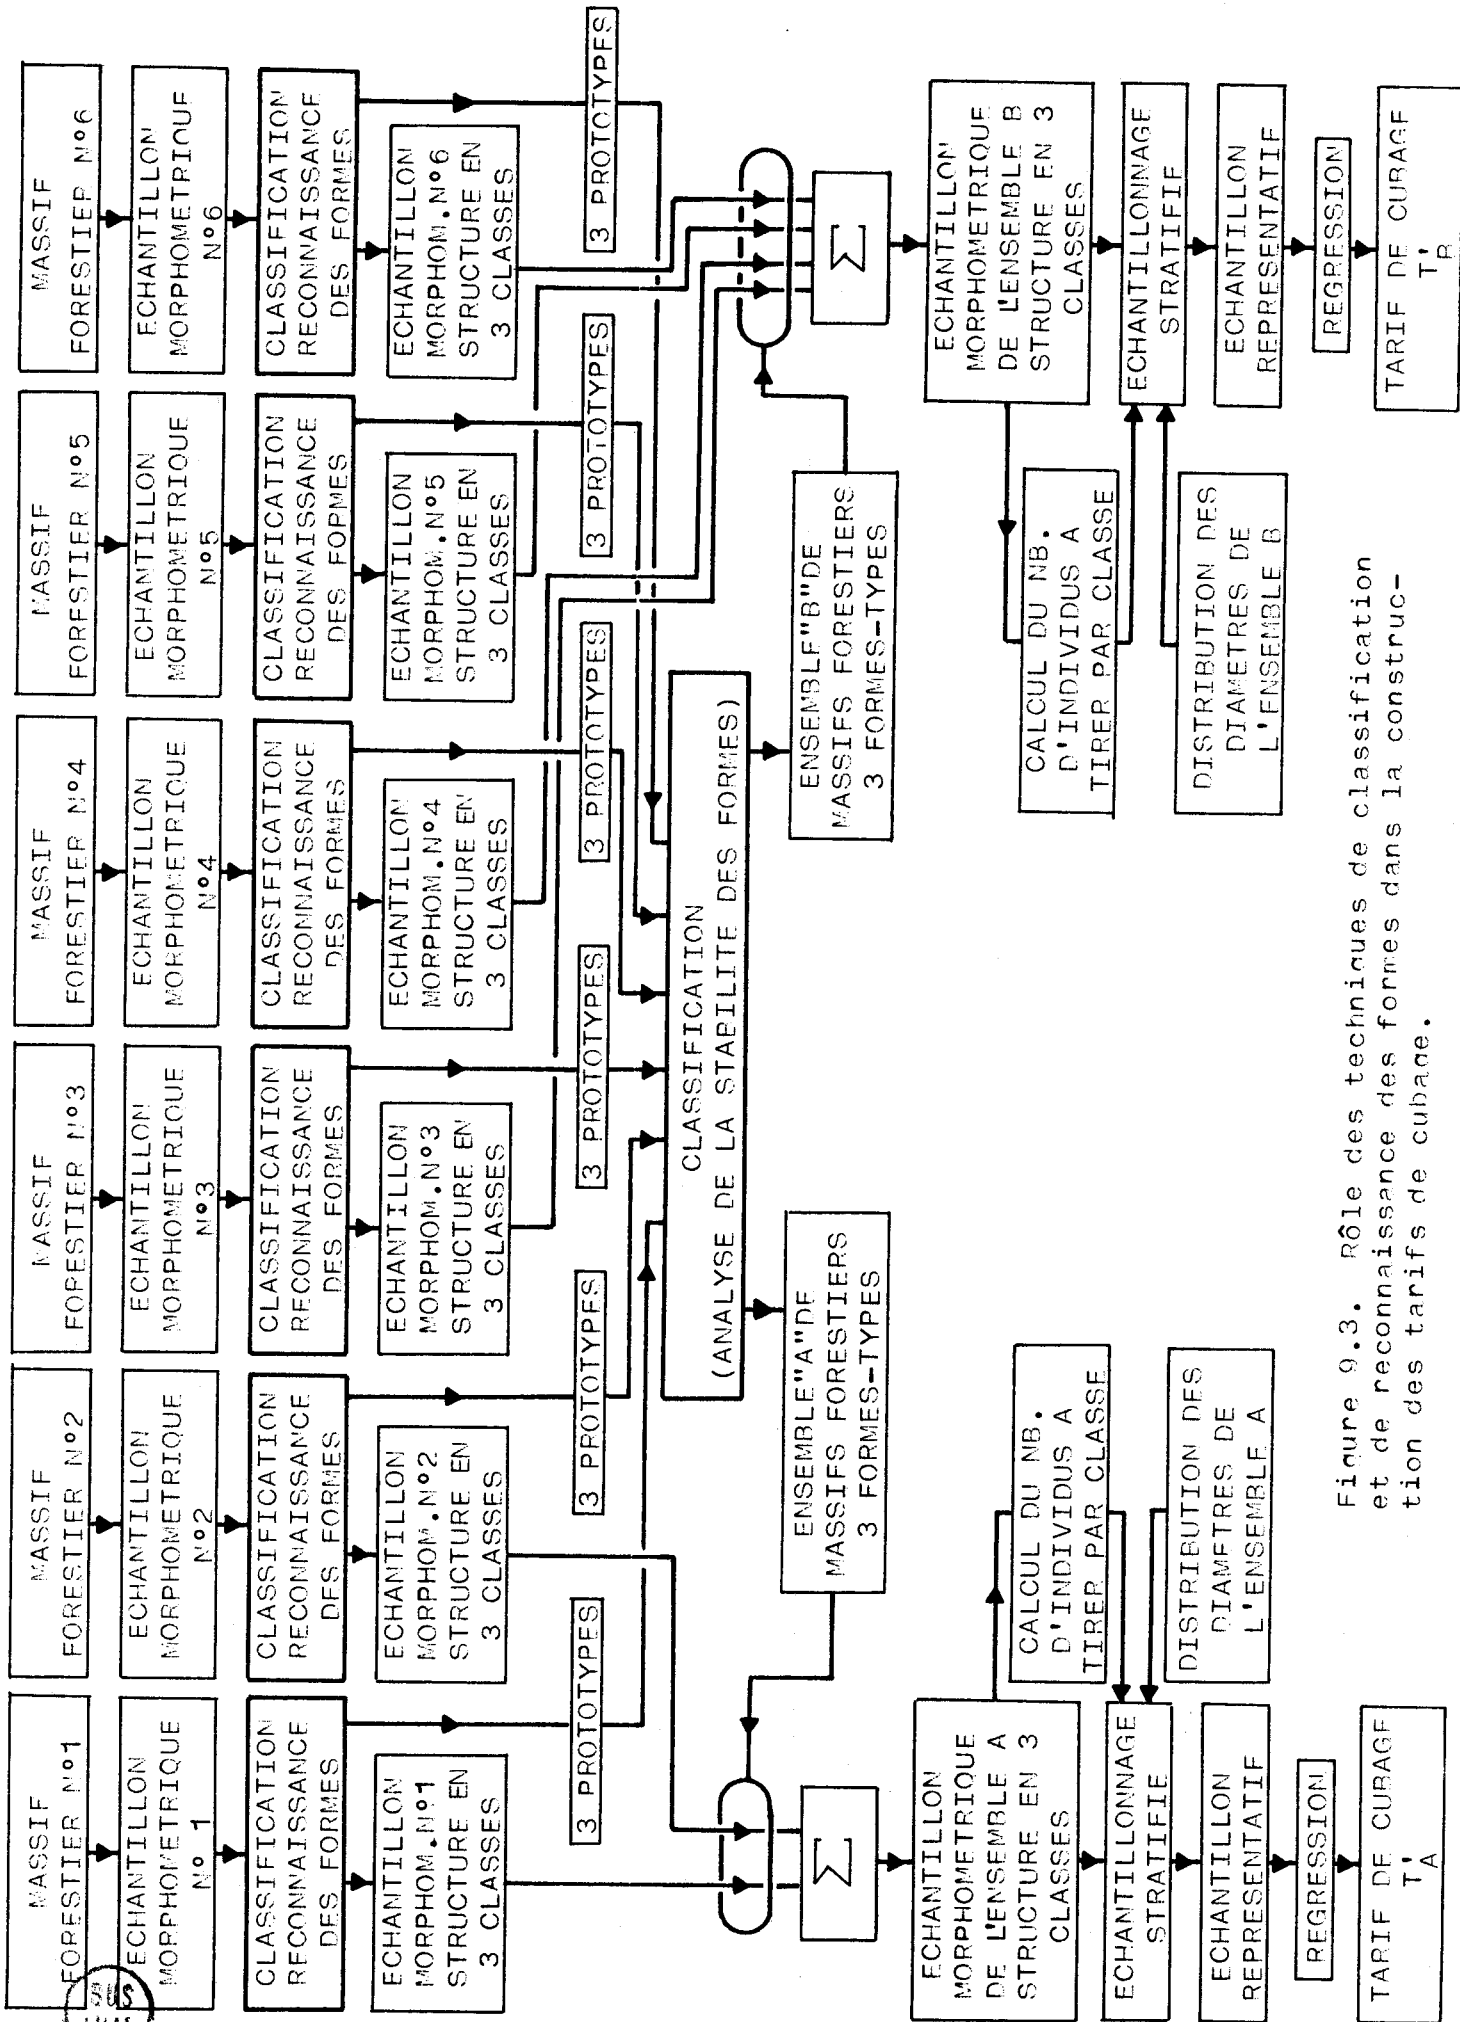 MASSIF
FORESTIER N°1
ECHANTILLON
MORPHOMETRIQUE
N° 1
CLASSIFICATION
RECONNAISSANCE
DES FORMES
ECHANTILLON
MORPHOM.N°1
STRUCTURE EN
3 CLASSES
3 PROTOTYPES
MASSIF
FORESTIER N°2
ECHANTILLON
MORPHOMETRIQUE
N°2
CLASSIFICATION
RECONNAISSANCE
DES FORMES
ECHANTILLON
MORPHOM.N°2
STRUCTURE EN
3 CLASSES
3 PROTOTYPES
MASSIF
FORESTIER N°3
ECHANTILLON
MORPHOMETRIQUE
N°3
CLASSIFICATION
RECONNAISSANCE
DES FORMES
ECHANTILLON
MORPHOM.N°3
STRUCTURE EN
3 CLASSES
3 PROTOTYPES
MASSIF
FORESTIER N°4
ECHANTILLON
MORPHOMETRIQUE
N°4
CLASSIFICATION
RECONNAISSANCE
DES FORMES
ECHANTILLON
MORPHOM.N°4
STRUCTURE EN
3 CLASSES
3 PROTOTYPES
MASSIF
FORESTIER N°5
ECHANTILLON
MORPHOMETRIQUE
N°5
CLASSIFICATION
RECONNAISSANCE
DES FORMES
ECHANTILLON
MORPHOM.N°5
STRUCTURE EN
3 CLASSES
3 PROTOTYPES
MASSIF
FORESTIER N°6
ECHANTILLON
MORPHOMETRIQUE
N°6
CLASSIFICATION
RECONNAISSANCE
DES FORMES
ECHANTILLON
MORPHOM.N°6
STRUCTURE EN
3 CLASSES
3 PROTOTYPES
CLASSIFICATION
(ANALYSE DE LA STABILITE DES FORMES)
ENSEMBLE"A"DE
MASSIFS FORESTIERS
3 FORMES-TYPES
ENSEMBLE"B"DE
MASSIFS FORESTIERS
3 FORMES-TYPES
Σ
ECHANTILLON
MORPHOMETRIQUE
DE L'ENSEMBLE A
STRUCTURE EN 3
CLASSES
CALCUL DU NB.
D'INDIVIDUS A
TIRER PAR CLASSE
ECHANTILLONNAGE
STRATIFIE
DISTRIBUTION DES
DIAMETRES DE
L'ENSEMBLE A
ECHANTILLON
REPRESENTATIF
REGRESSION
TARIF DE CUBAGE
T'A
Σ
ECHANTILLON
MORPHOMETRIQUE
DE L'ENSEMBLE B
STRUCTURE EN 3
CLASSES
CALCUL DU NB.
D'INDIVIDUS A
TIRER PAR CLASSE
ECHANTILLONNAGE
STRATIFIF
DISTRIBUTION DES
DIAMETRES DE
L'ENSEMBLE B
ECHANTILLON
REPRESENTATIF
REGRESSION
TARIF DE CUBAGE
T'B
Figure 9.3. Rôle des techniques de classification
et de reconnaissance des formes dans la construc-
tion des tarifs de cubage.